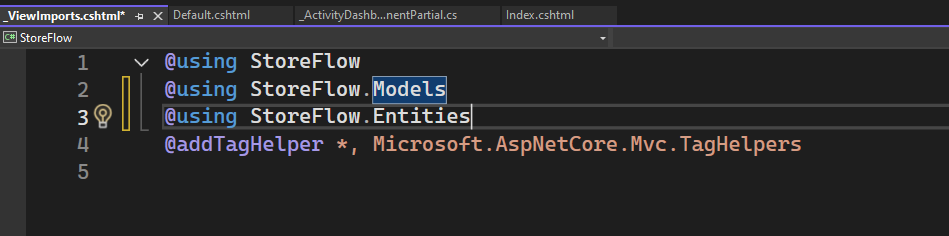 _ViewImports.cshtml*
Default.cshtml
_ActivityDashb...nentPartial.cs
Index.cshtml
C# StoreFlow
1 @using StoreFlow
2 @using StoreFlow.Models
3 @using StoreFlow.Entities
4 @addTagHelper *, Microsoft.AspNetCore.Mvc.TagHelpers
5